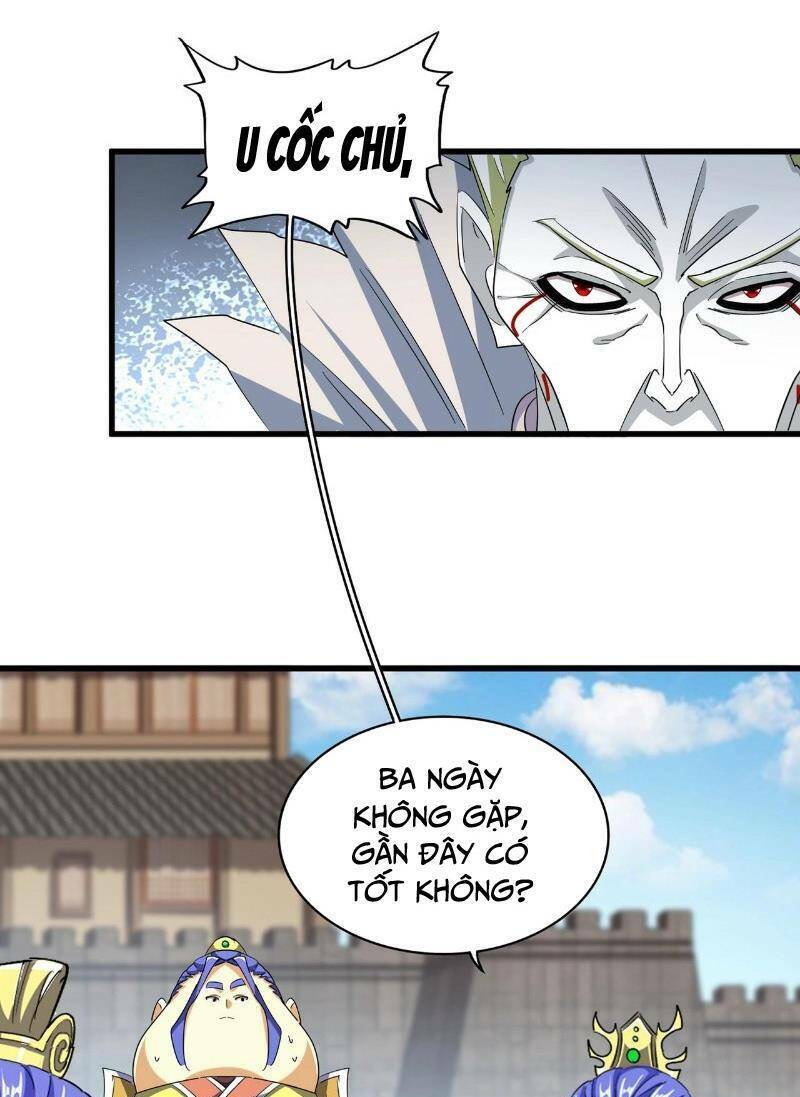 U CỐC CHỦ,
BA NGÀY
KHÔNG GẶP,
GẦN ĐÂY CÓ
TỐT KHÔNG?